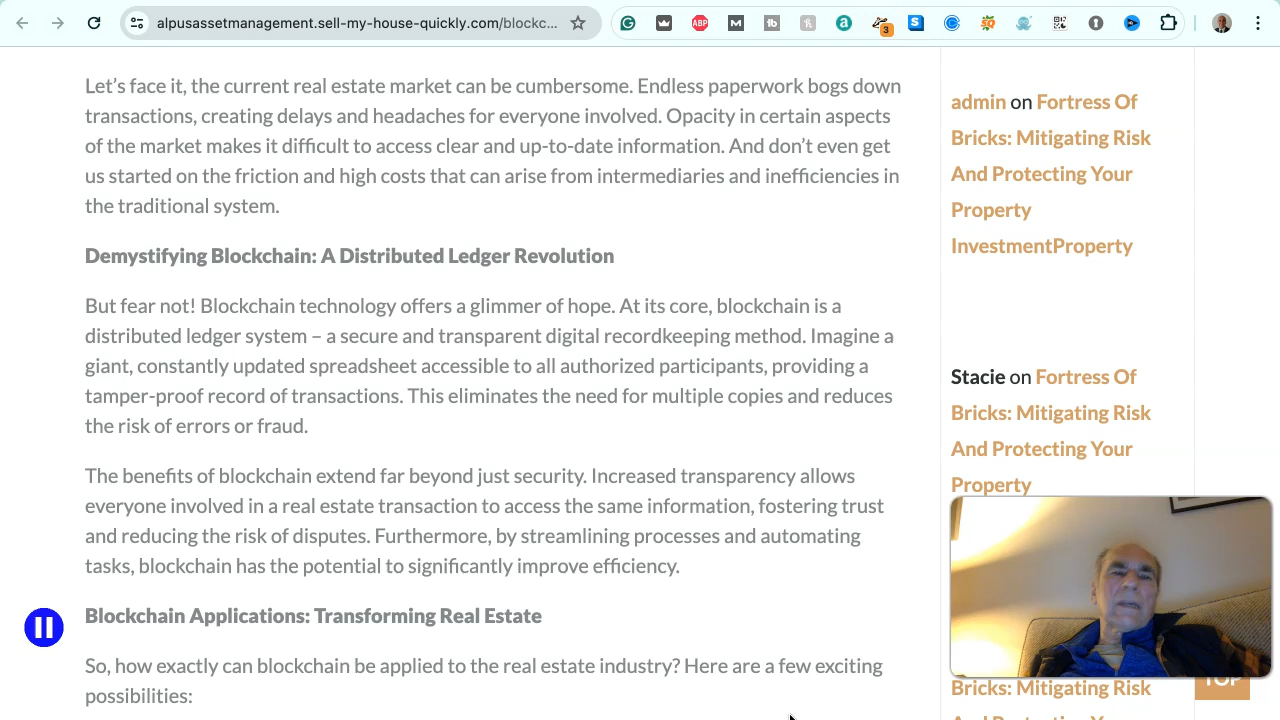 alpusassetmanagement.sell-my-house-quickly.com/blockc...
ABP
M
tb
a
3
S
SQ
Let's face it, the current real estate market can be cumbersome. Endless paperwork bogs down
transactions, creating delays and headaches for everyone involved. Opacity in certain aspects
of the market makes it difficult to access clear and up-to-date information. And don't even get
us started on the friction and high costs that can arise from intermediaries and inefficiencies in
the traditional system.
Demystifying Blockchain: A Distributed Ledger Revolution
But fear not! Blockchain technology offers a glimmer of hope. At its core, blockchain is a
distributed ledger system – a secure and transparent digital recordkeeping method. Imagine a
giant, constantly updated spreadsheet accessible to all authorized participants, providing a
tamper-proof record of transactions. This eliminates the need for multiple copies and reduces
the risk of errors or fraud.
The benefits of blockchain extend far beyond just security. Increased transparency allows
everyone involved in a real estate transaction to access the same information, fostering trust
and reducing the risk of disputes. Furthermore, by streamlining processes and automating
tasks, blockchain has the potential to significantly improve efficiency.
Blockchain Applications: Transforming Real Estate
So, how exactly can blockchain be applied to the real estate industry? Here are a few exciting
possibilities:
admin on Fortress Of
Bricks: Mitigating Risk
And Protecting Your
Property
InvestmentProperty
Stacie on Fortress Of
Bricks: Mitigating Risk
And Protecting Your
Property
Bricks: Mitigating Risk
TOP